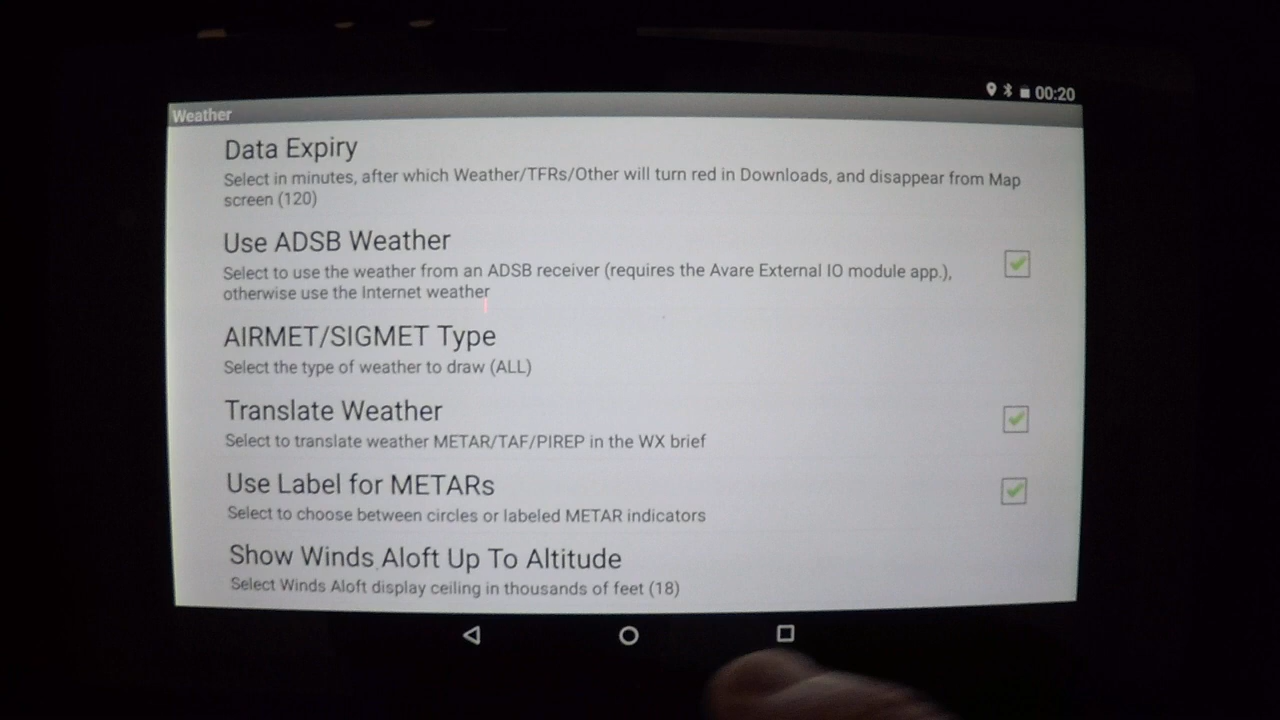 00:20
Weather
Data Expiry
Select in minutes, after which Weather/TFRs/Other will turn red in Downloads, and disappear from Map
screen (120)
Use ADSB Weather
Select to use the weather from an ADSB receiver (requires the Avare External IO module app.),
otherwise use the Internet weather
AIRMET/SIGMET Type
Select the type of weather to draw (ALL)
Translate Weather
Select to translate weather METAR/TAF/PIREP in the WX brief
Use Label for METARs
Select to choose between circles or labeled METAR indicators
Show Winds Aloft Up To Altitude
Select Winds Aloft display ceiling in thousands of feet (18)